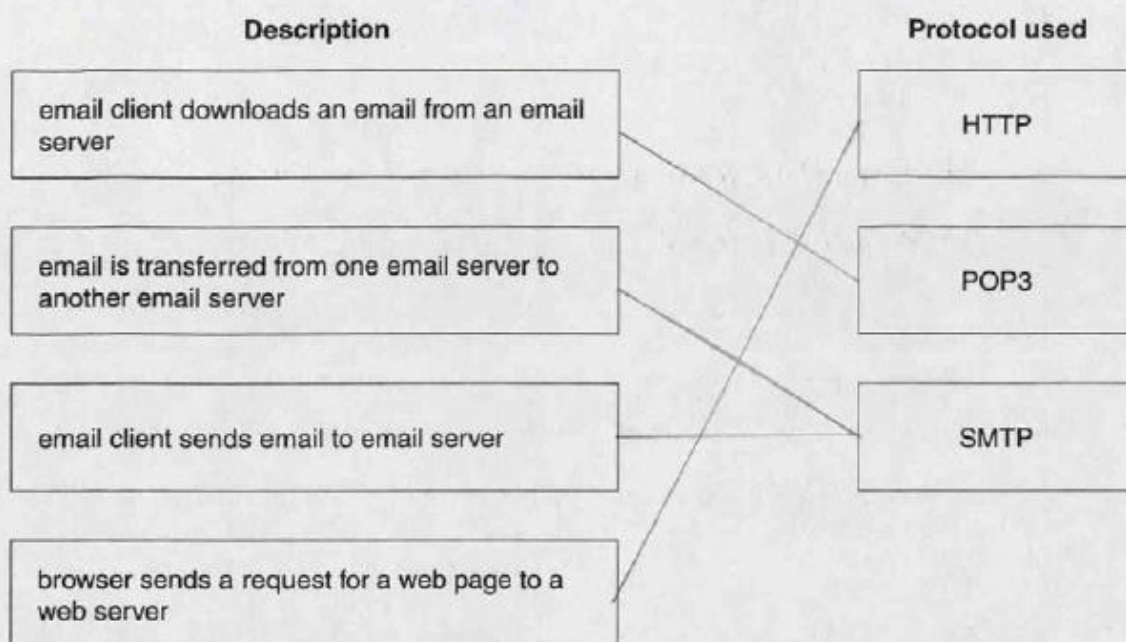 Description
Protocol used
email client downloads an email from an email
server
HTTP
email is transferred from one email server to
another email server
POP3
email client sends email to email server
SMTP
browser sends a request for a web page to a
web server